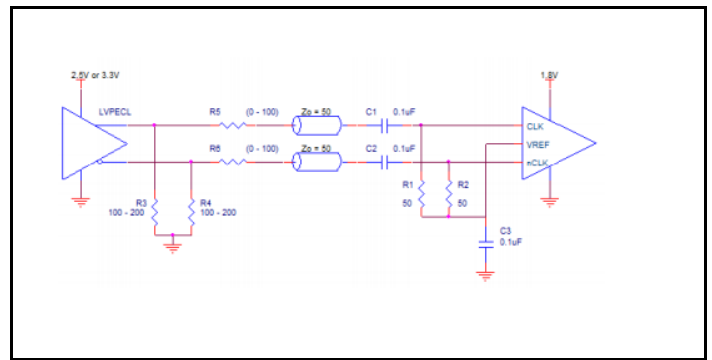 2.5V or 3.3V
1.8V
LVPECL
R5 (0 - 100) Zo = 50 C1 0.1uF
CLK
VREF
R6 (0 - 100) Zo = 50 C2 0.1uF
nCLK
R3
100 - 200
R4
100 - 200
R1
50
R2
50
C3
0.1uF